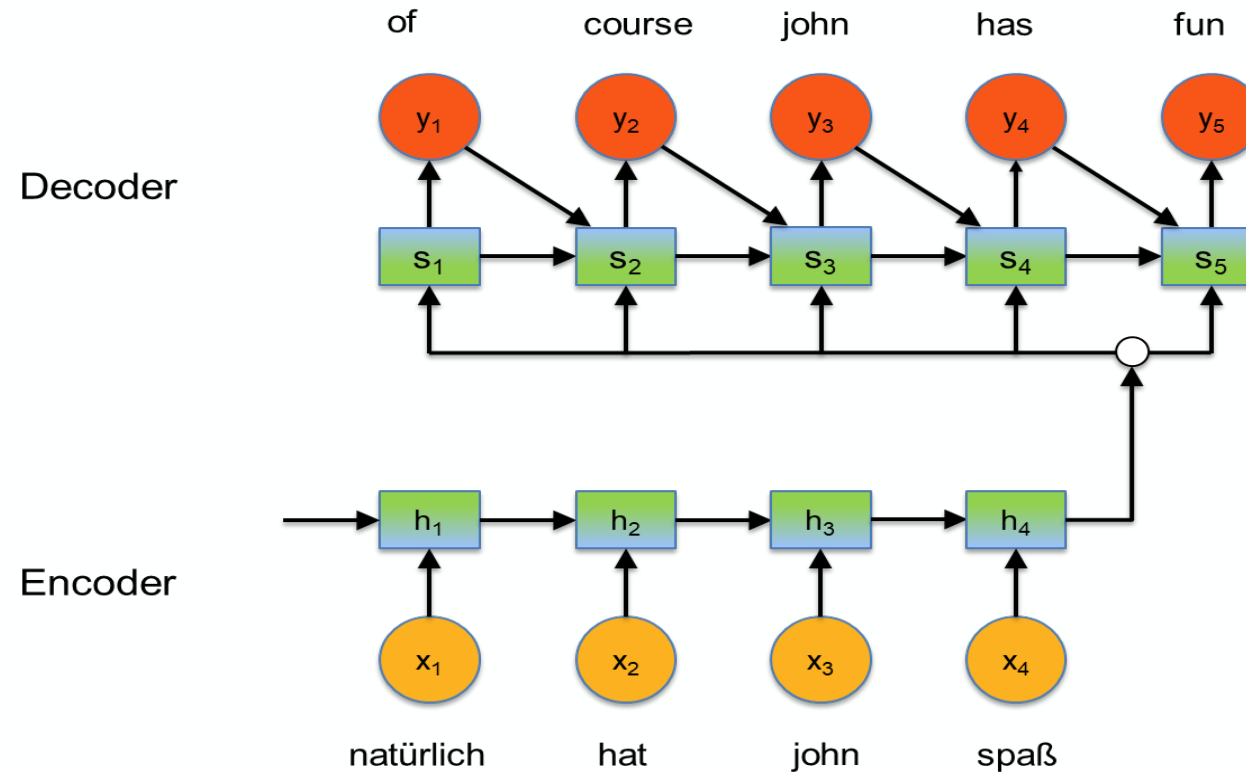 of course john has fun
y1 y2 y3 y4 y5
Decoder
s1 s2 s3 s4 s5
h1 h2 h3 h4
Encoder
x1 x2 x3 x4
natürlich hat john spaß